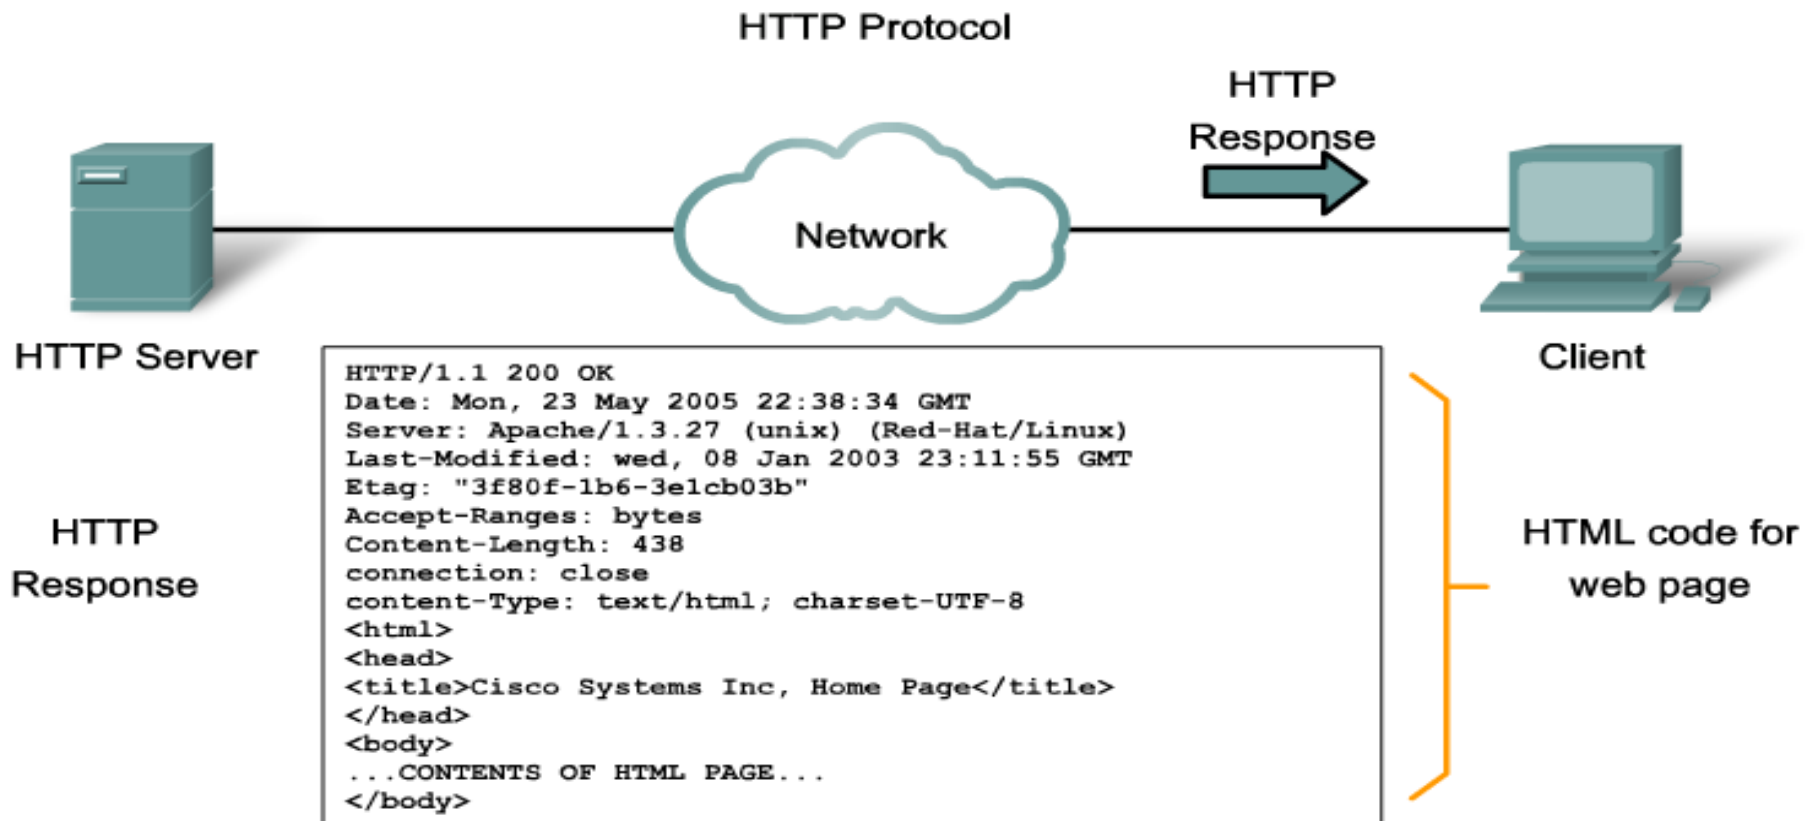 HTTP Protocol
HTTP
Response
Network
HTTP Server
Client
HTTP/1.1 200 OK
Date: Mon, 23 May 2005 22:38:34 GMT
Server: Apache/1.3.27 (unix) (Red-Hat/Linux)
Last-Modified: wed, 08 Jan 2003 23:11:55 GMT
Etag: "3f80f-1b6-3e1cb03b"
Accept-Ranges: bytes
Content-Length: 438
connection: close
content-Type: text/html; charset-UTF-8
<html>
<head>
<title>Cisco Systems Inc, Home Page</title>
</head>
<body>
...CONTENTS OF HTML PAGE...
</body>
HTTP
Response
HTML code for
web page